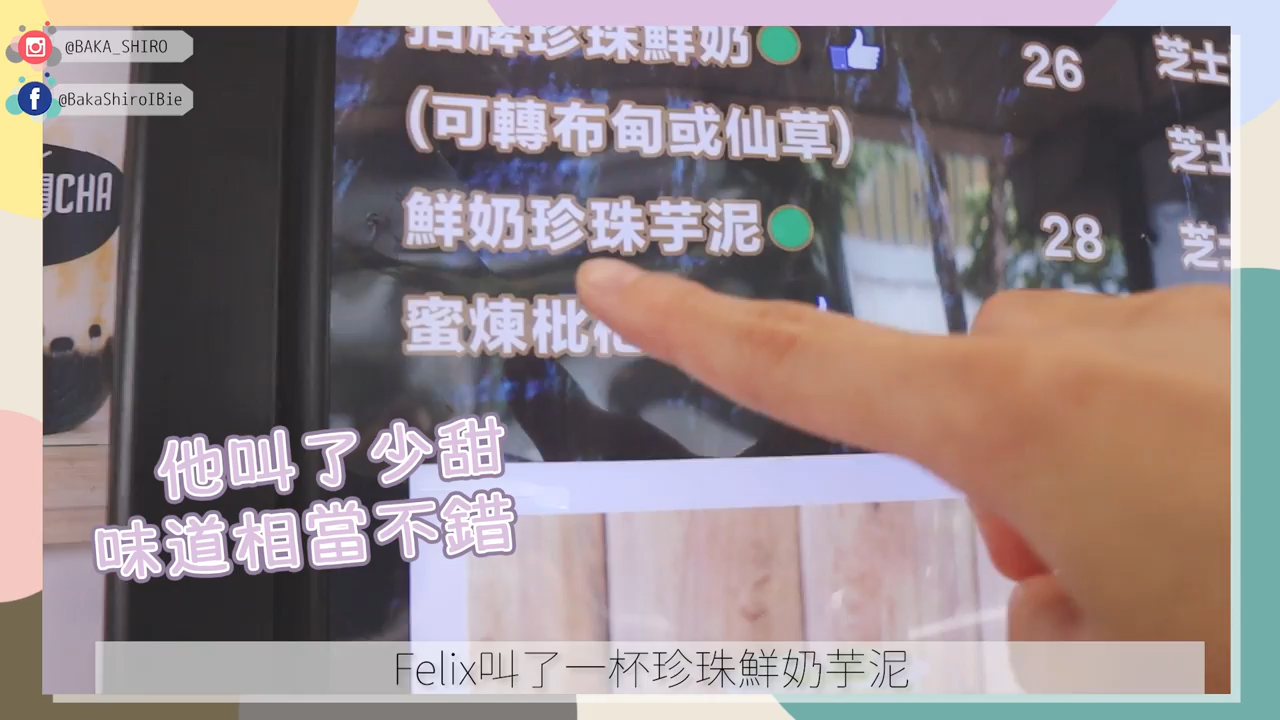 @BAKA_SHIRO
@BakaShiroIBie
CHA
招牌珍珠鮮奶
26
(可轉布甸或仙草)
鮮奶珍珠芋泥
28
蜜煉枇
芝士
芝士
芝
他叫了少甜
味道相當不錯
Felix叫了一杯珍珠鮮奶芋泥